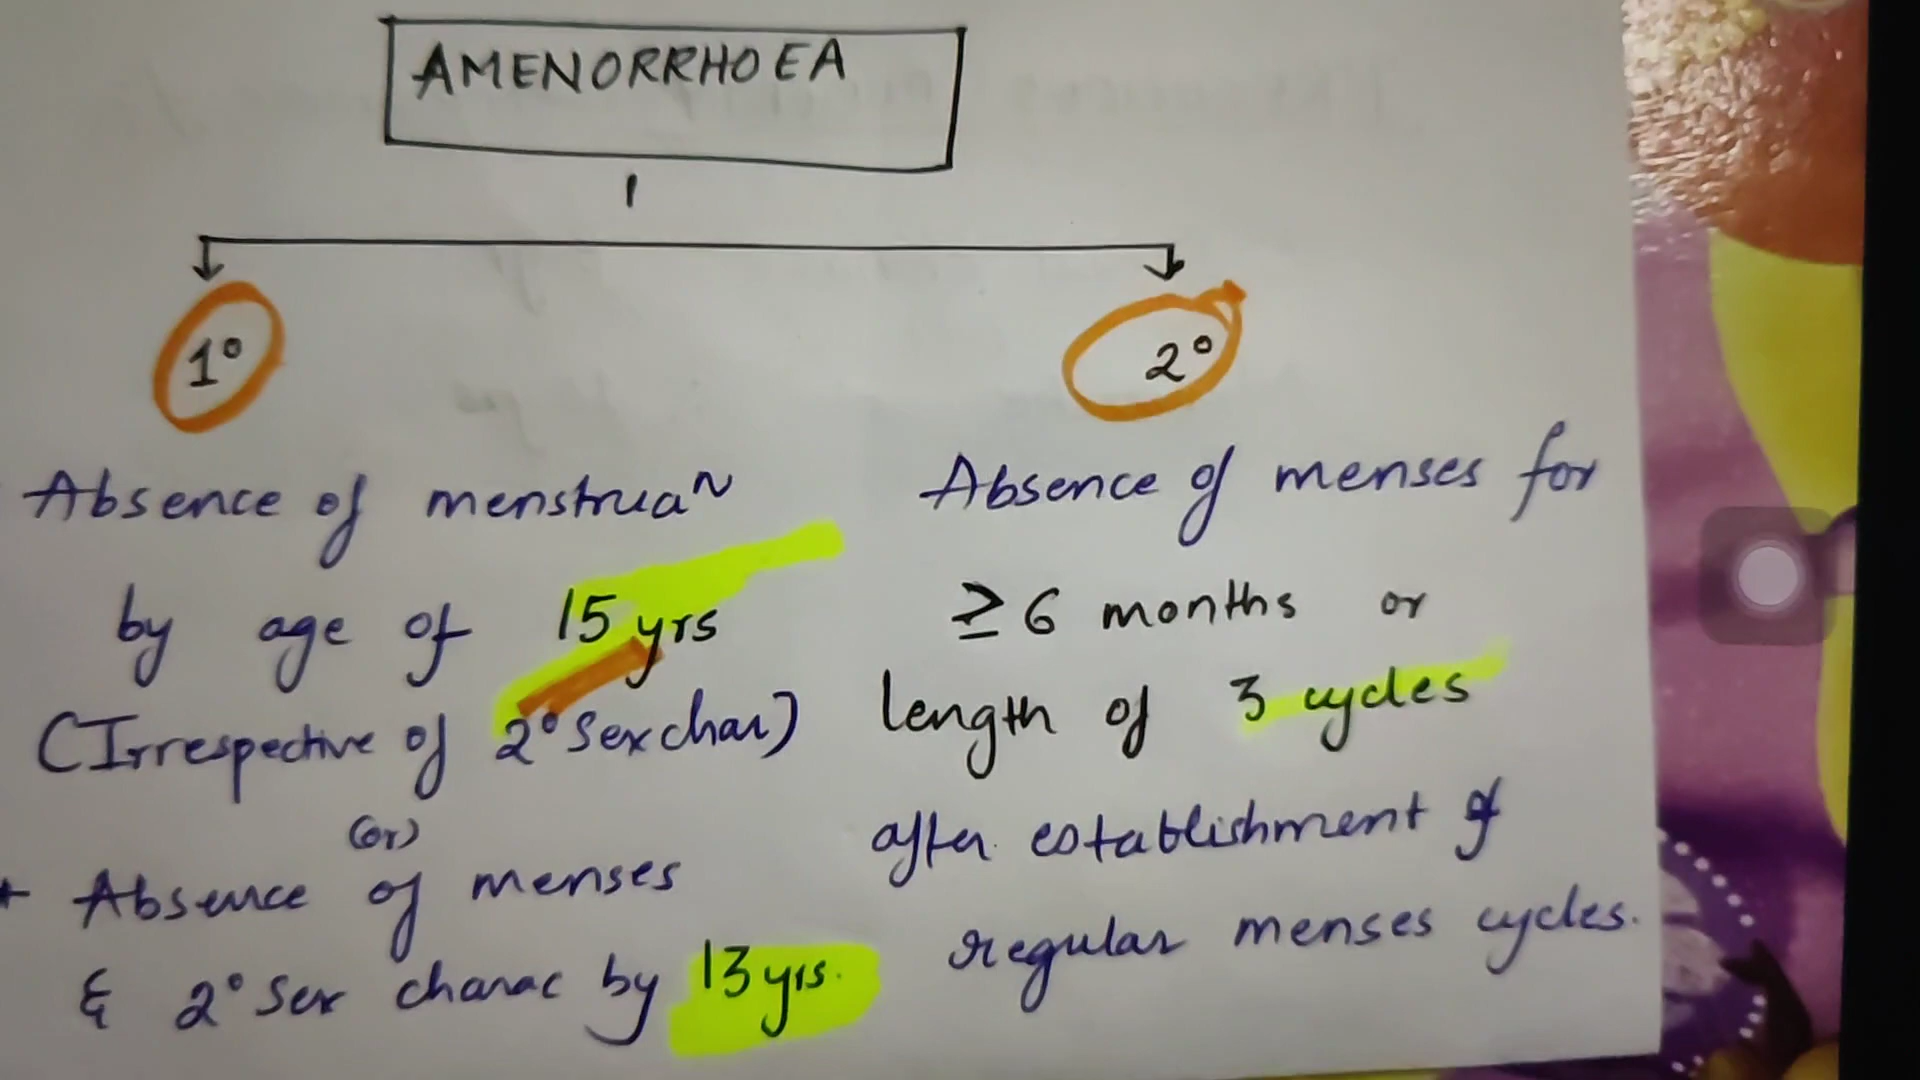 AMENORRHOEA
1°
2°
Absence of menstrua~
by age of 15 yrs
(Irrespective of 2° Sex char)
(or)
+ Absence of menses
& 2° Sex charac by 13 yrs.
Absence of menses for
≥ 6 months or
length of 3 cycles
after establishment of
regular menses cycles.